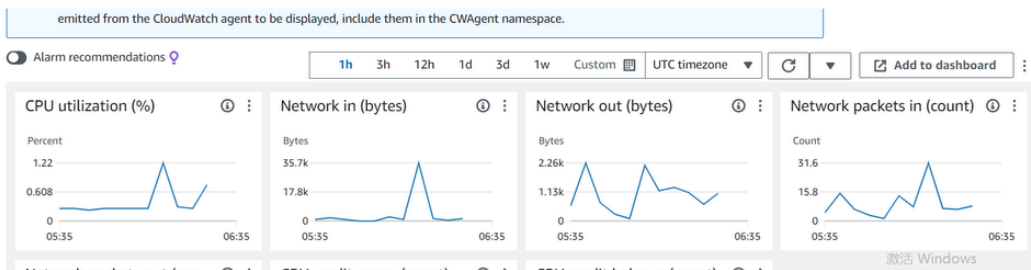 emitted from the CloudWatch agent to be displayed, include them in the CWAgent namespace.
Alarm recommendations
1h 3h 12h 1d 3d 1w Custom UTC timezone Add to dashboard
CPU utilization (%)
Percent
1.22
0.608
0
05:35 06:35
Network in (bytes)
Bytes
35.7k
17.8k
0
05:35 06:35
Network out (bytes)
Bytes
2.26k
1.13k
0
05:35 06:35
Network packets in (count)
Count
31.6
15.8
0
05:35 06:35
激活 Windows